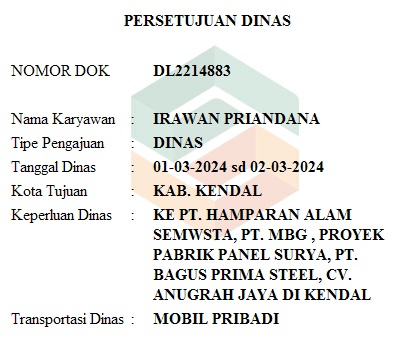 PERSETUJUAN DINAS
NOMOR DOK DL2214883
Nama Karyawan : IRAWAN PRIANDANA
Tipe Pengajuan : DINAS
Tanggal Dinas : 01-03-2024 sd 02-03-2024
Kota Tujuan : KAB. KENDAL
Keperluan Dinas : KE PT. HAMPARAN ALAM
SEMWSTA, PT. MBG , PROYEK
PABRIK PANEL SURYA, PT.
BAGUS PRIMA STEEL, CV.
ANUGRAH JAYA DI KENDAL
Transportasi Dinas : MOBIL PRIBADI